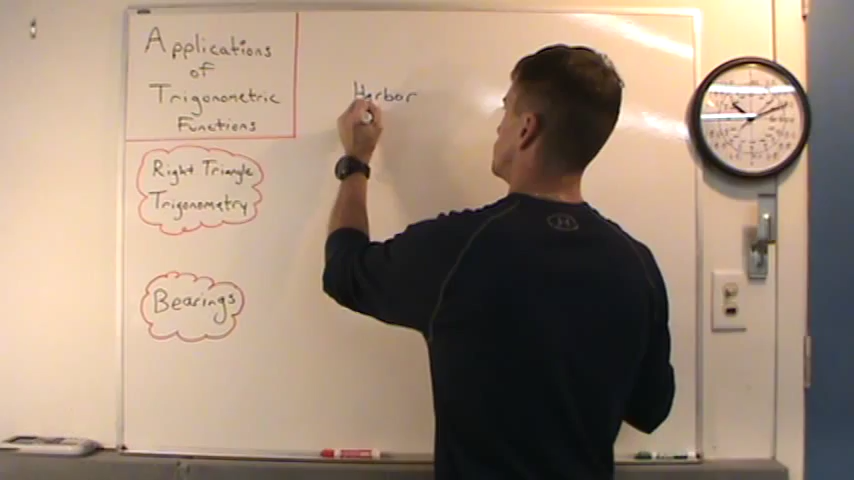 Applications
of
Trigonometric
Functions
Harbor
Right Triangle
Trigonometry
Bearings